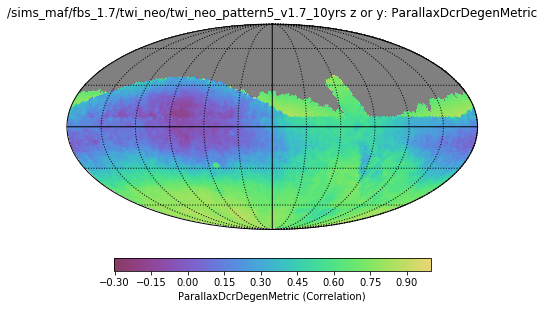 /sims_maf/fbs_1.7/twi_neo/twi_neo_pattern5_v1.7_10yrs z or y: ParallaxDcrDegenMetric
−0.30 −0.15 0.00 0.15 0.30 0.45 0.60 0.75 0.90
ParallaxDcrDegenMetric (Correlation)